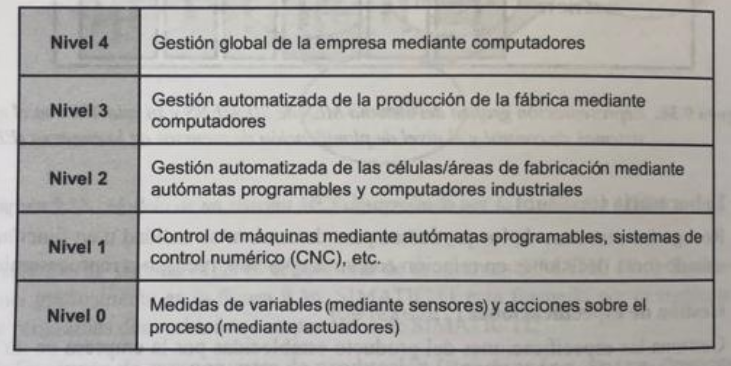 Nivel 4
Gestión global de la empresa mediante computadores
Nivel 3
Gestión automatizada de la producción de la fábrica mediante
computadores
Nivel 2
Gestión automatizada de las células/áreas de fabricación mediante
autómatas programables y computadores industriales
Nivel 1
Control de máquinas mediante autómatas programables, sistemas de
control numérico (CNC), etc.
Nivel 0
Medidas de variables (mediante sensores) y acciones sobre el
proceso (mediante actuadores)